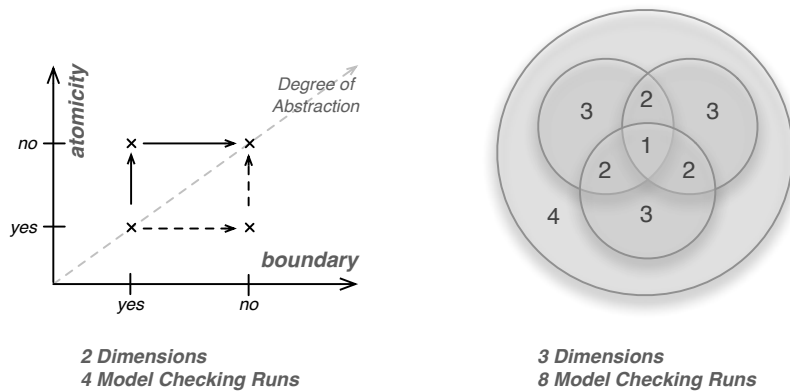 atomicity
Degree of
Abstraction
no
yes
boundary
yes
no
2 Dimensions
4 Model Checking Runs
3
2
3
1
2
2
4
3
3 Dimensions
8 Model Checking Runs